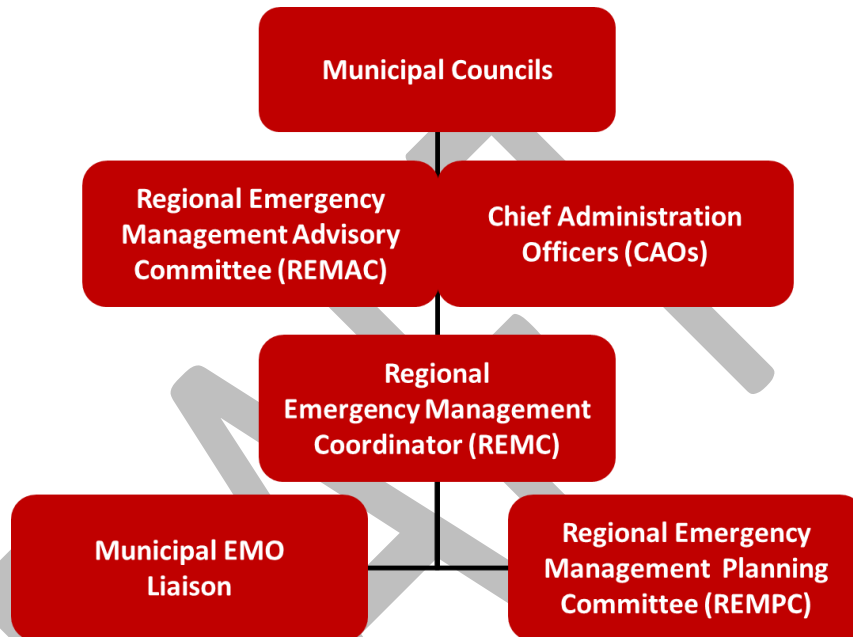 Municipal Councils
Regional Emergency
Management Advisory
Committee (REMAC)
Chief Administration
Officers (CAOs)
Regional
Emergency Management
Coordinator (REMC)
Municipal EMO
Liaison
Regional Emergency
Management Planning
Committee (REMPC)